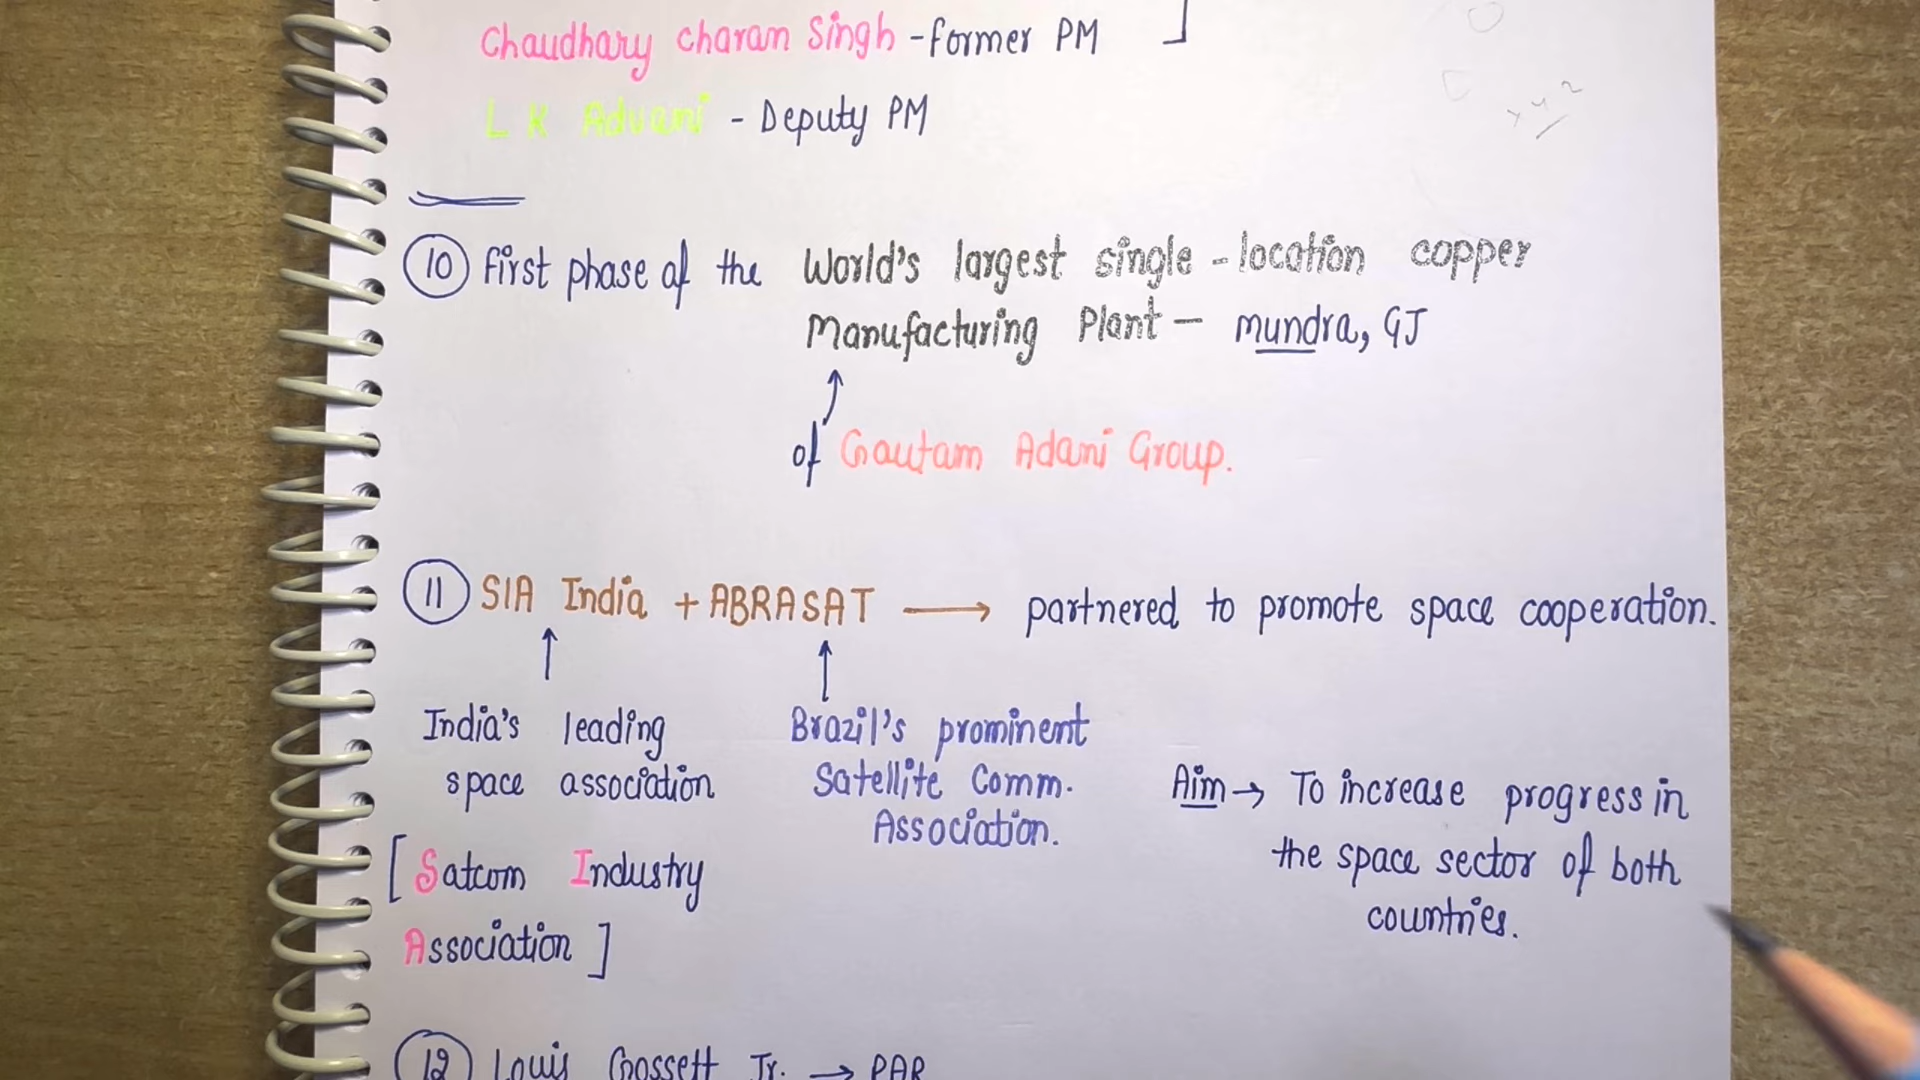 Chaudhary Charan Singh - former PM ]
L K Advani - Deputy PM
10 first phase of the World's largest single-location copper
Manufacturing Plant - mundra, GJ
↑
of Gautam Adani Group.
11 SIA India + ABRASAT → partnered to promote space cooperation.
↑ ↑
India's leading
space association
[ Satcom Industry
Association ]
Brazil's prominent
Satellite Comm.
Association.
Aim → To increase progress in
the space sector of both
countries.
12 Louis Gossett Jr. →